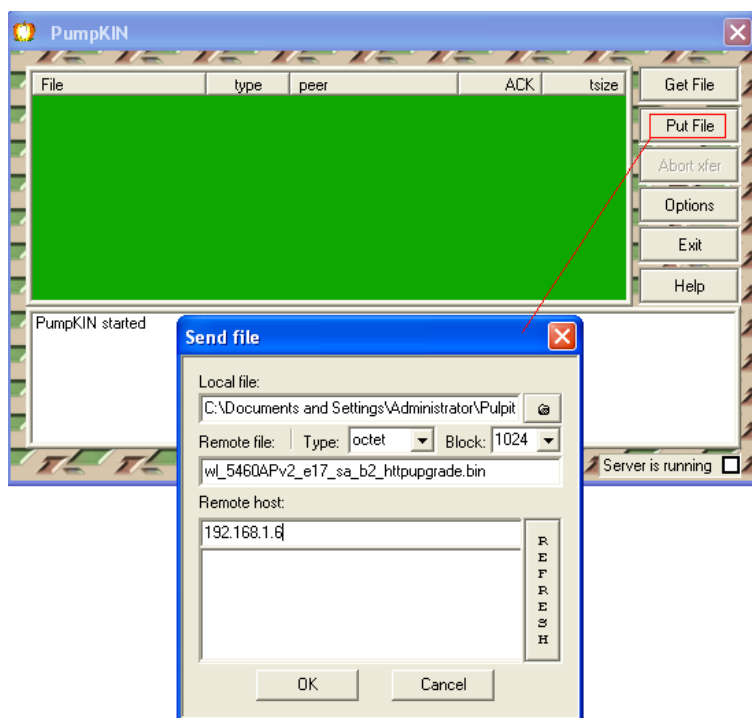 PumpKIN
File type peer ACK tsize
Get File
Put File
Abort xfer
Options
Exit
Help
PumpKIN started
Server is running
Send file
Local file:
C:\Documents and Settings\Administrator\Pulpit
Remote file: Type: octet Block: 1024
wl_5460APv2_e17_sa_b2_httpupgrade.bin
Remote host:
192.168.1.6
REFRESH
OK Cancel